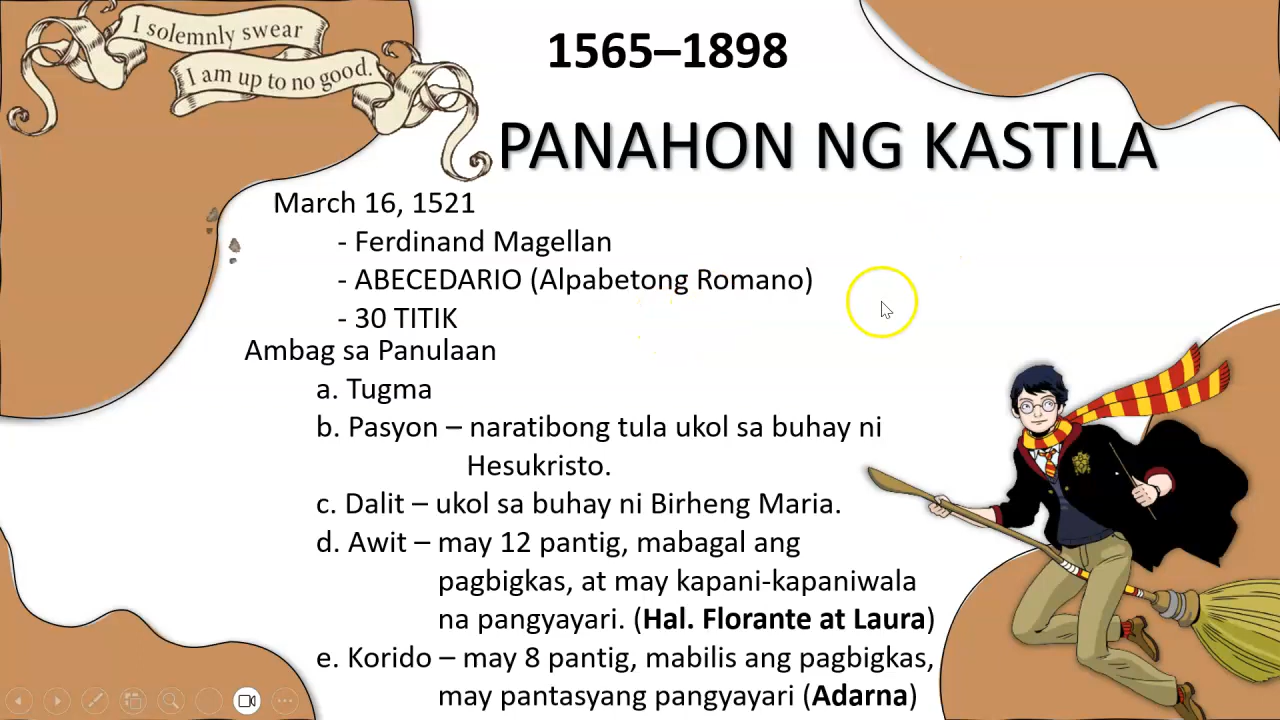 I solemnly swear
I am up to no good.
1565–1898
PANAHON NG KASTILA
March 16, 1521
- Ferdinand Magellan
- ABECEDARIO (Alpabetong Romano)
- 30 TITIK
Ambag sa Panulaan
a. Tugma
b. Pasyon – naratibong tula ukol sa buhay ni
Hesukristo.
c. Dalit – ukol sa buhay ni Birheng Maria.
d. Awit – may 12 pantig, mabagal ang
pagbigkas, at may kapani-kapaniwala
na pangyayari. (Hal. Florante at Laura)
e. Korido – may 8 pantig, mabilis ang pagbigkas,
may pantasyang pangyayari (Adarna)